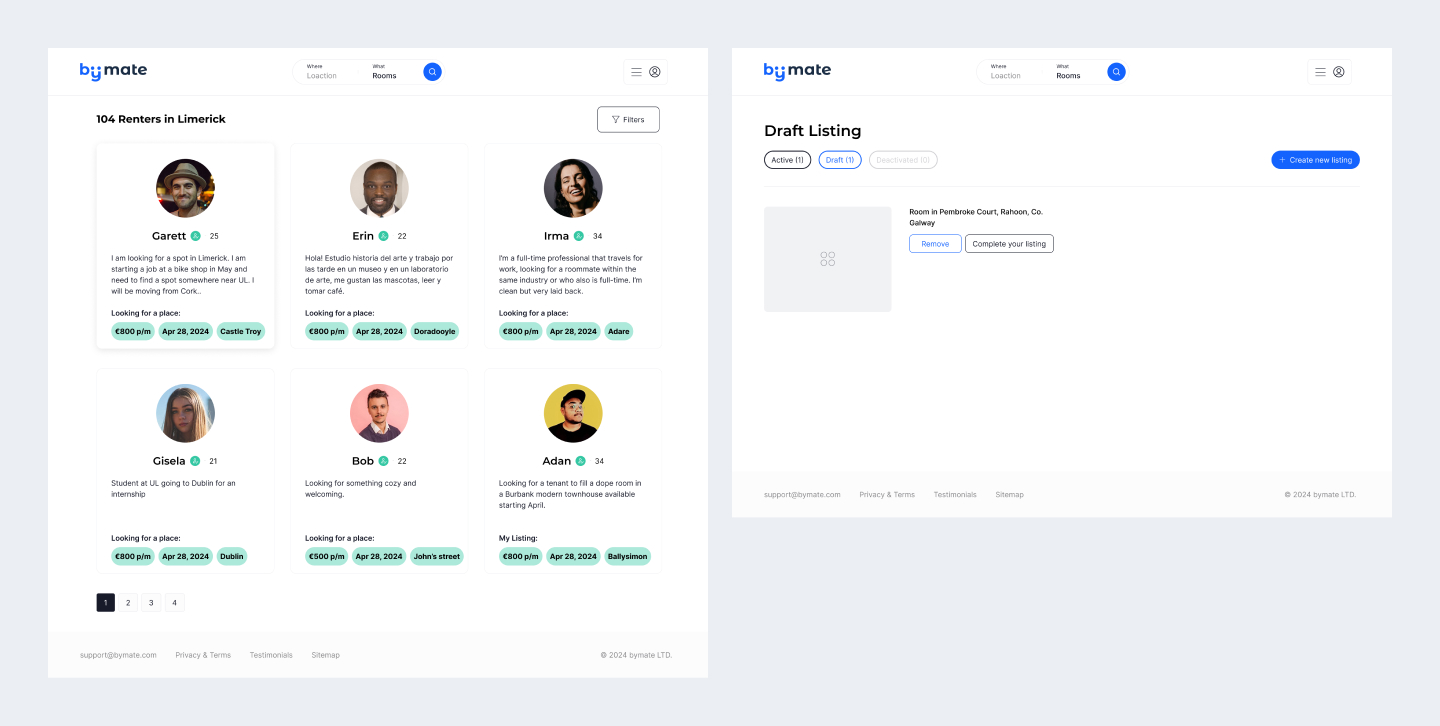 bymate
Where
Loaction
What
Rooms
104 Renters in Limerick
Filters
Garett 25
I am looking for a spot in Limerick. I am
starting a job at a bike shop in May and
need to find a spot somewhere near UL. I
will be moving from Cork..
Looking for a place:
€800 p/m Apr 28, 2024 Castle Troy
Erin 22
Hola! Estudio historia del arte y trabajo por
las tarde en un museo y en un laboratorio
de arte, me gustan las mascotas, leer y
tomar café.
Looking for a place:
€800 p/m Apr 28, 2024 Doradooyle
Irma 34
I'm a full-time professional that travels for
work, looking for a roommate within the
same industry or who also is full-time. I'm
clean but very laid back.
Looking for a place:
€800 p/m Apr 28, 2024 Adare
Gisela 21
Student at UL going to Dublin for an
internship
Looking for a place:
€800 p/m Apr 28, 2024 Dublin
Bob 22
Looking for something cozy and
welcoming.
Looking for a place:
€500 p/m Apr 28, 2024 John's street
Adan 34
Looking for a tenant to fill a dope room in
a Burbank modern townhouse available
starting April.
My Listing:
€800 p/m Apr 28, 2024 Ballysimon
1 2 3 4
support@bymate.com Privacy & Terms Testimonials Sitemap © 2024 bymate LTD.
bymate
Where
Loaction
What
Rooms
Draft Listing
Active (1) Draft (1) Deactivated (0) + Create new listing
Room in Pembroke Court, Rahoon, Co.
Galway
Remove Complete your listing
support@bymate.com Privacy & Terms Testimonials Sitemap © 2024 bymate LTD.